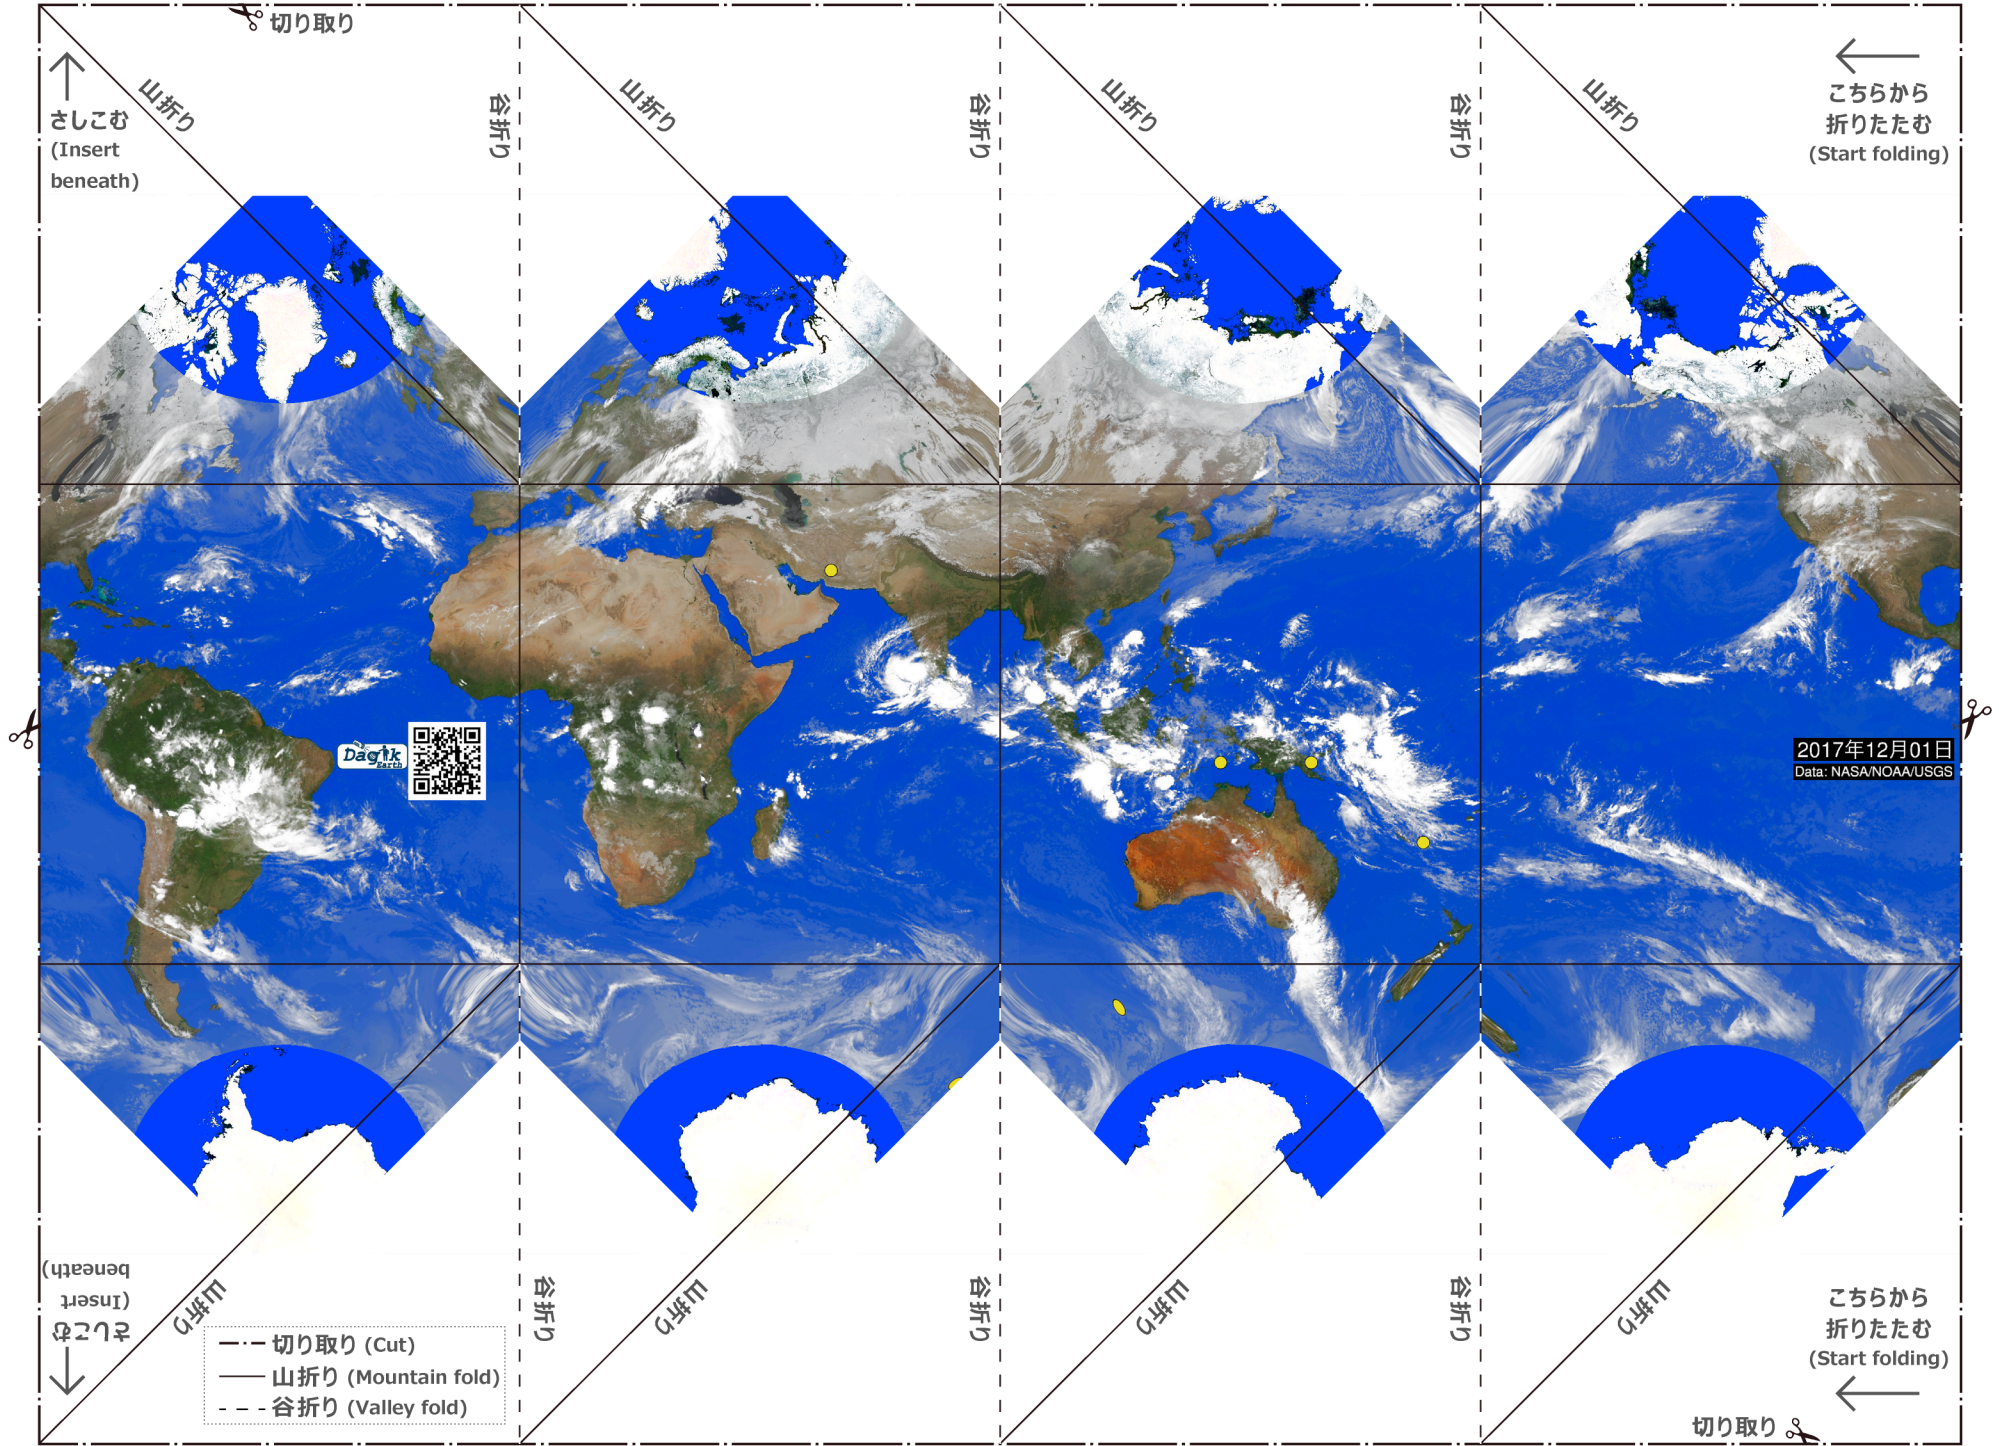 切り取り
さしこむ
(Insert
beneath)
山折り
谷折り
山折り
谷折り
山折り
谷折り
山折り
こちらから
折りたたむ
(Start folding)
Dagik
Earth
2017年12月01日
Data: NASA/NOAA/USGS
さしこむ
(Insert
beneath)
山折り
谷折り
山折り
谷折り
山折り
谷折り
山折り
こちらから
折りたたむ
(Start folding)
切り取り (Cut)
山折り (Mountain fold)
谷折り (Valley fold)
切り取り